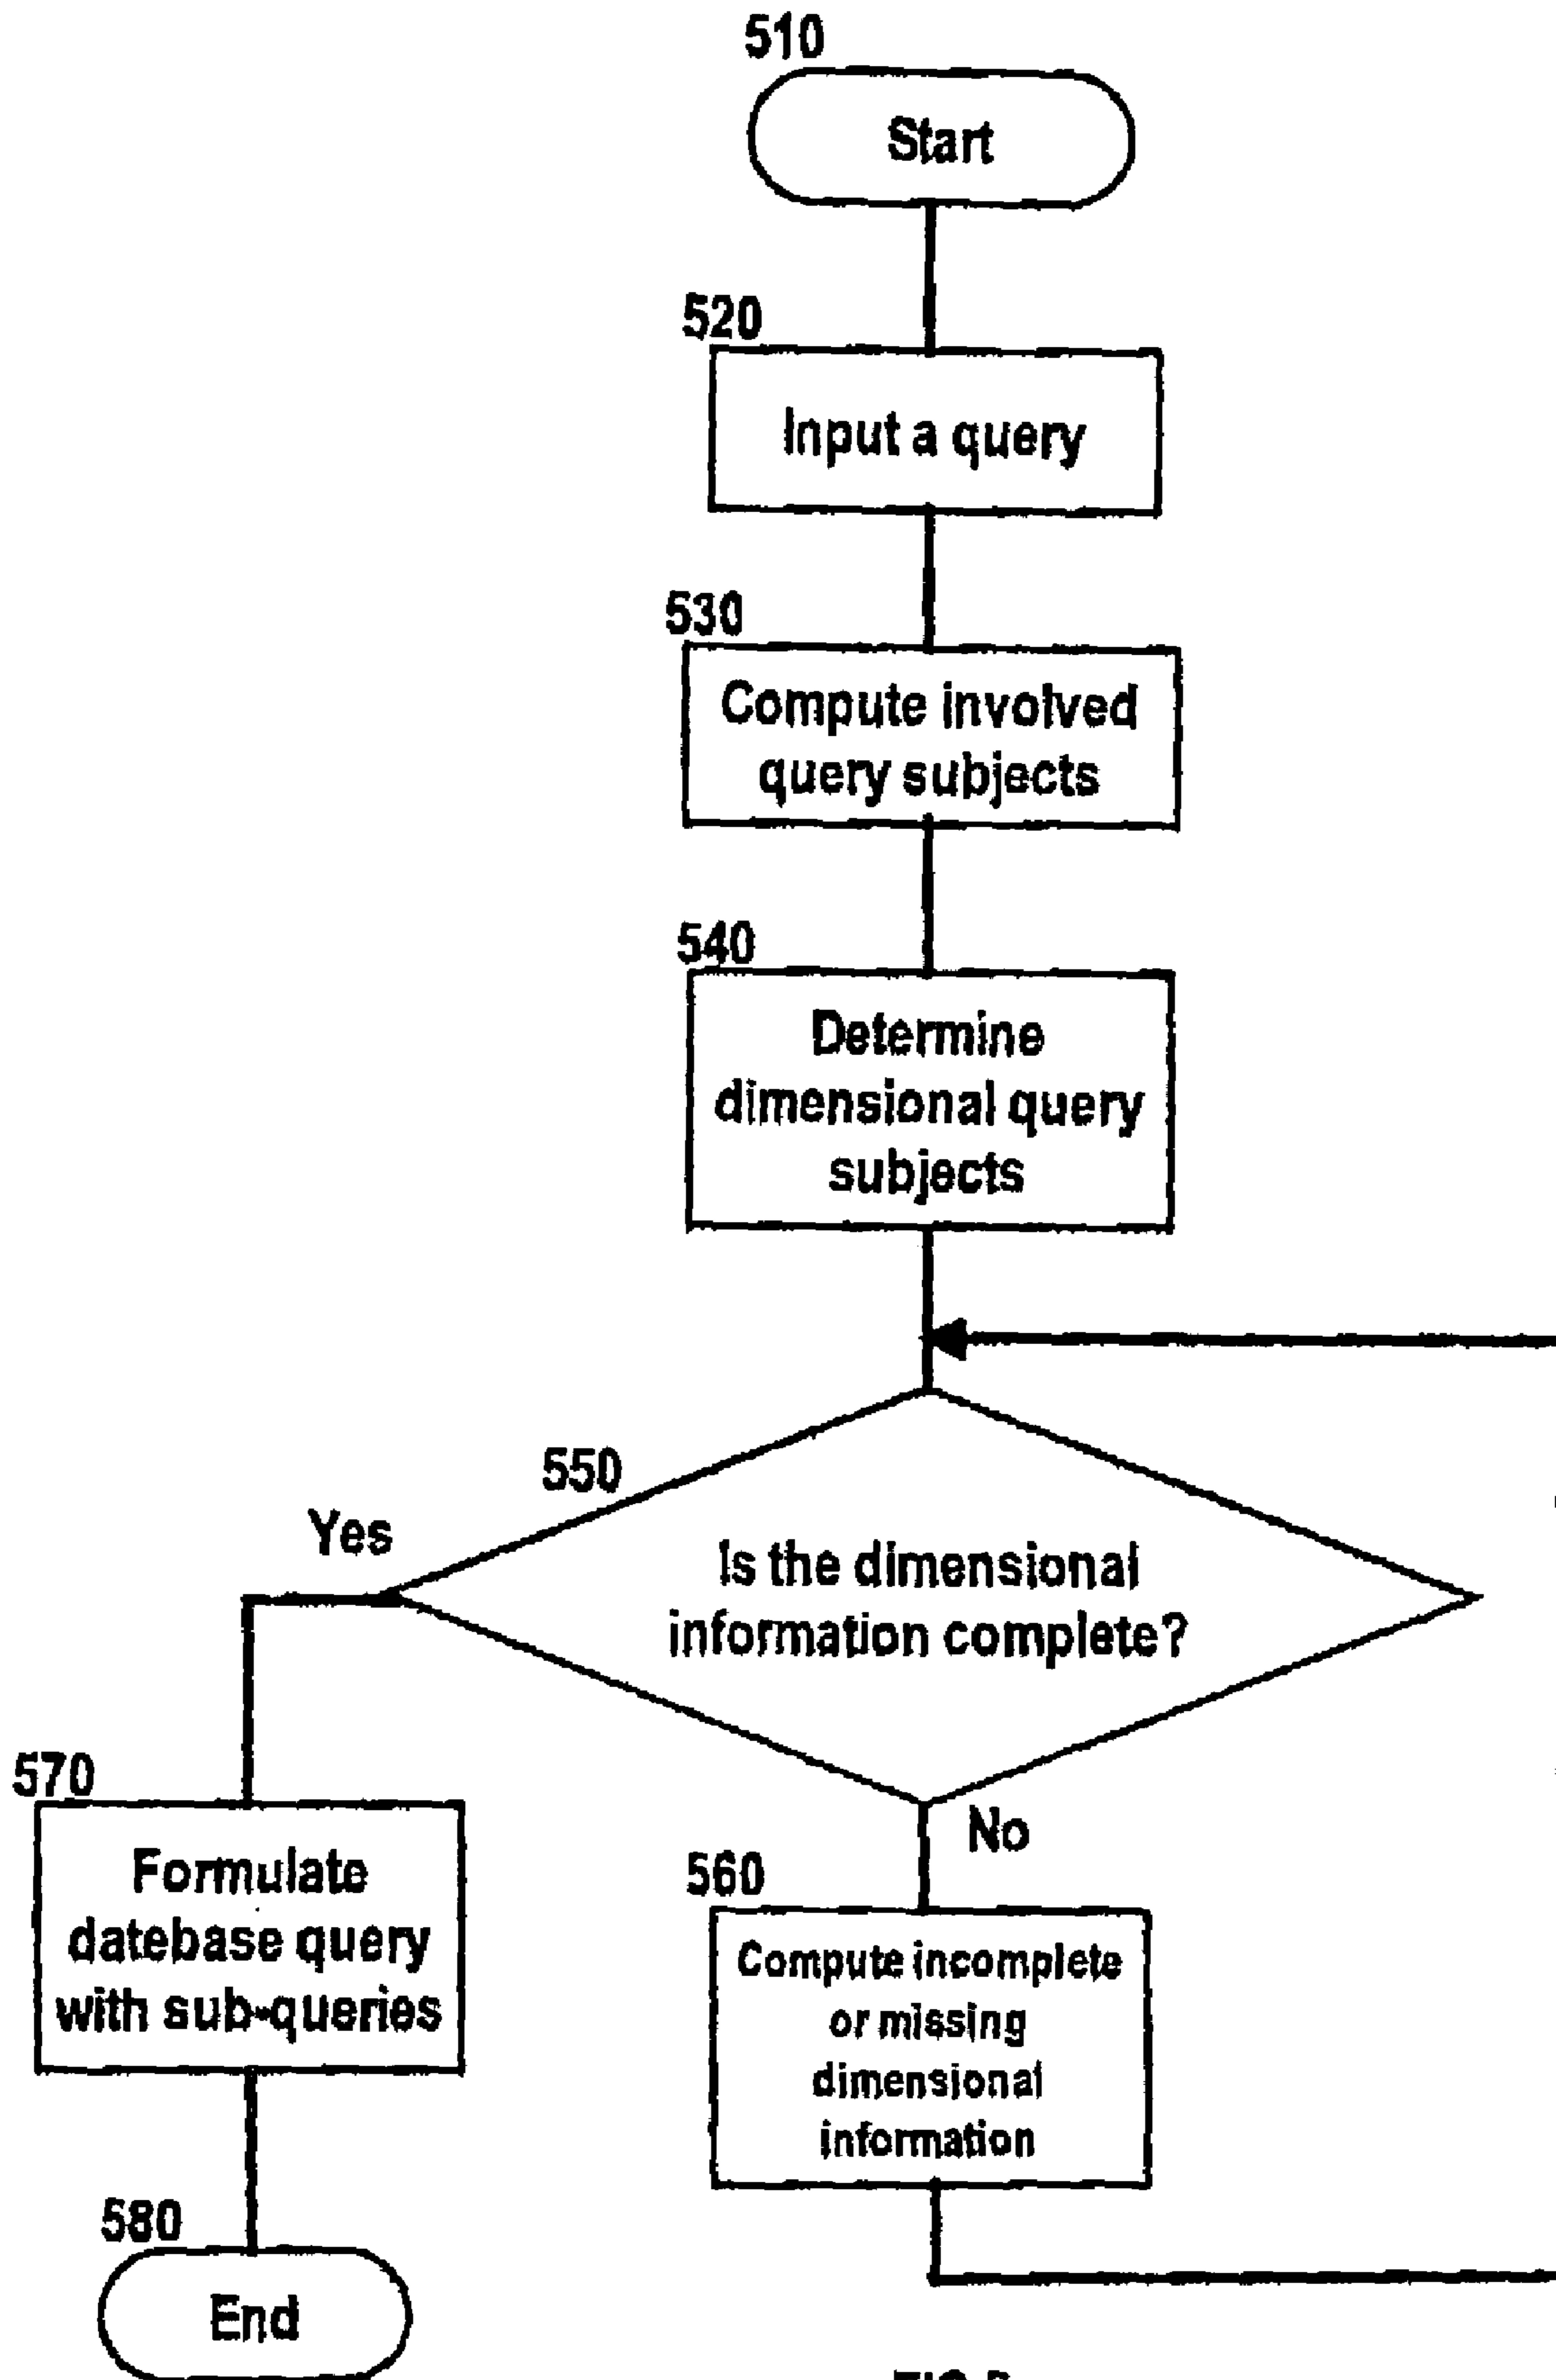 510
Start
520
Input a query
530
Compute involved
query subjects
540
Determine
dimensional query
subjects
550
Yes
Is the dimensional
information complete?
No
570
Formulate
datebase query
with sub-queries
560
Compute incomplete
or missing
dimensional
information
580
End